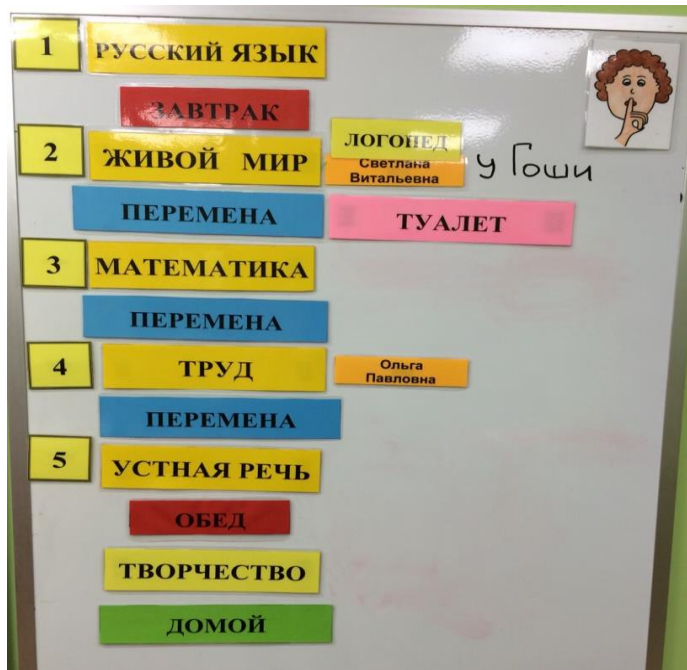 1 РУССКИЙ ЯЗЫК
ЗАВТРАК
2 ЖИВОЙ МИР
ЛОГОПЕД
Светлана
Витальевна
у Гоши
ПЕРЕМЕНА
ТУАЛЕТ
3 МАТЕМАТИКА
ПЕРЕМЕНА
4 ТРУД
Ольга
Павловна
ПЕРЕМЕНА
5 УСТНАЯ РЕЧЬ
ОБЕД
ТВОРЧЕСТВО
ДОМОЙ